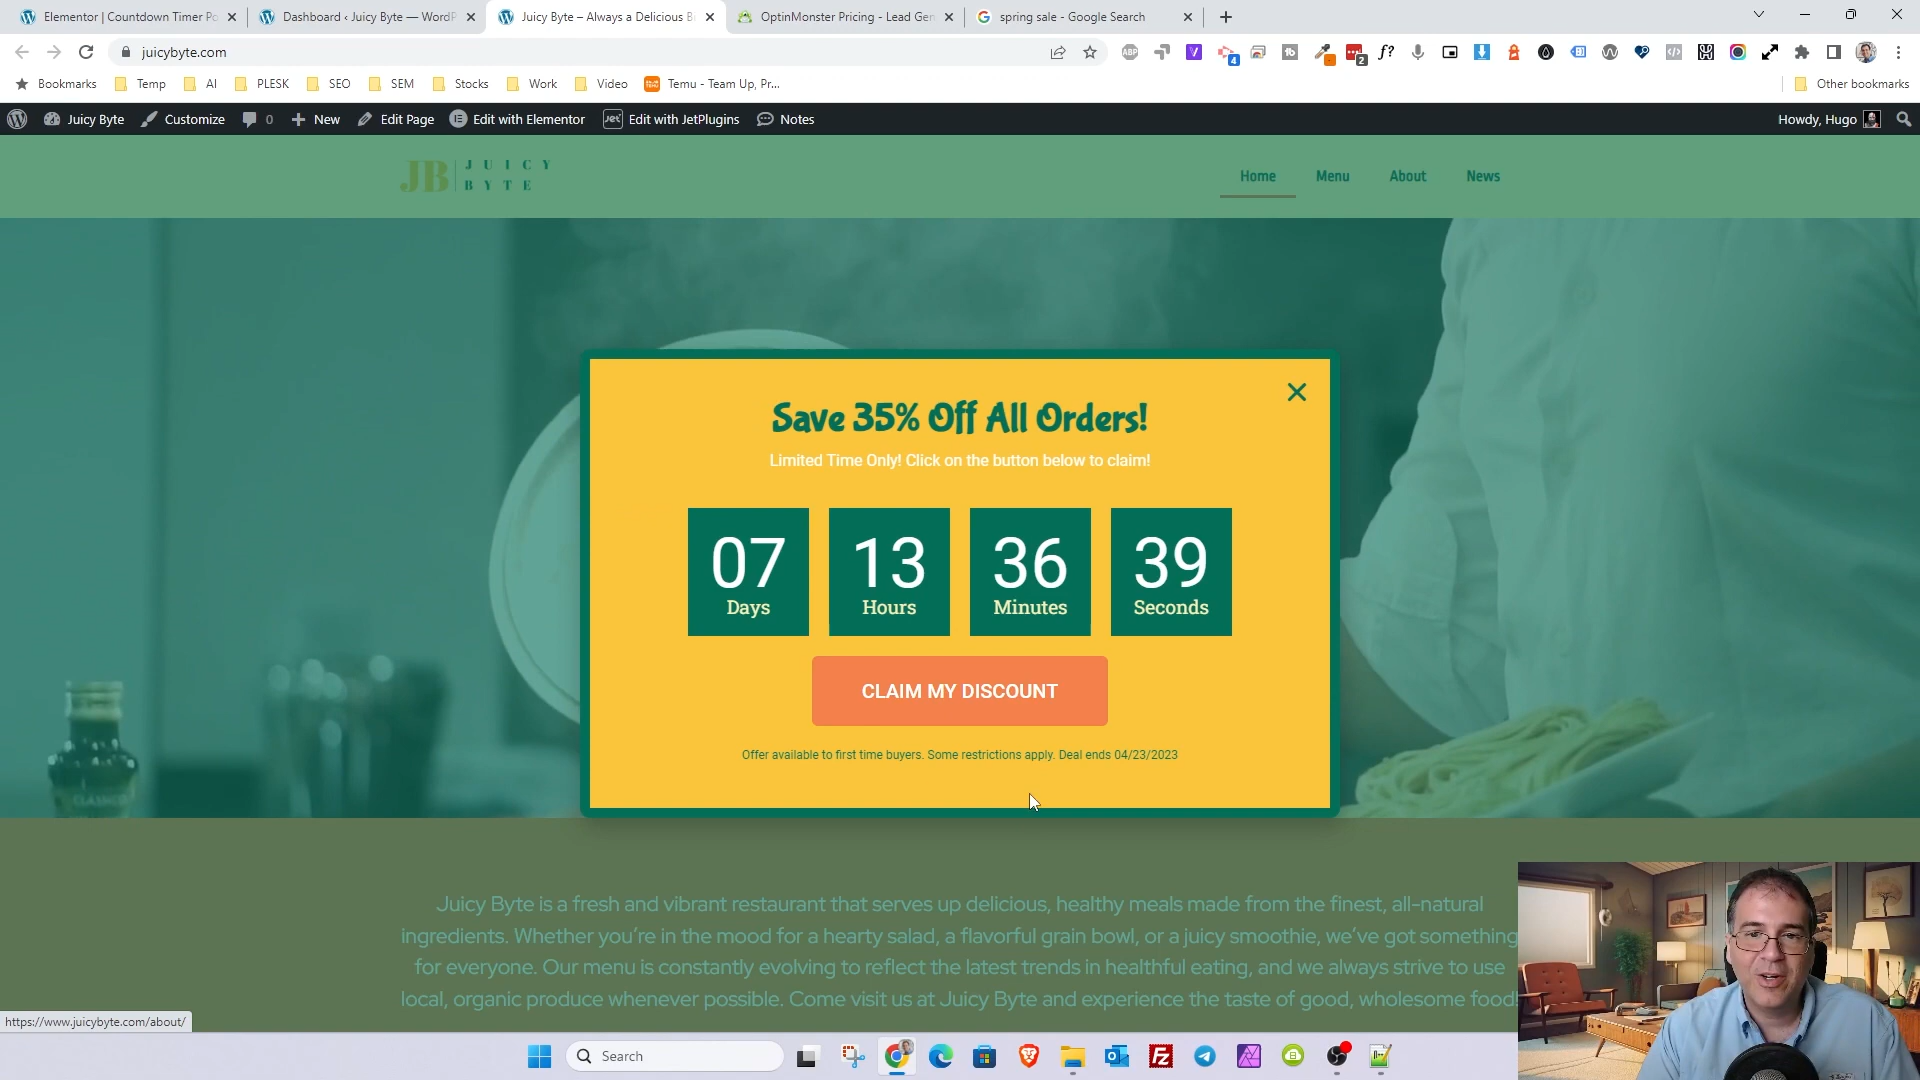 Elementor | Countdown Timer Po
Dashboard ‹ Juicy Byte — WordP
Juicy Byte – Always a Delicious B
OptinMonster Pricing - Lead Gen
spring sale - Google Search
juicybyte.com
Bookmarks
Temp
AI
PLESK
SEO
SEM
Stocks
Work
Video
Temu - Team Up, Pr...
Other bookmarks
Juicy Byte
Customize
0
New
Edit Page
Edit with Elementor
Edit with JetPlugins
Notes
Howdy, Hugo
JB
JUICY
BYTE
Home
Menu
About
News
Save 35% Off All Orders!
Limited Time Only! Click on the button below to claim!
07
13
36
39
Days
Hours
Minutes
Seconds
CLAIM MY DISCOUNT
Offer available to first time buyers. Some restrictions apply. Deal ends 04/23/2023
Juicy Byte is a fresh and vibrant restaurant that serves up delicious, healthy meals made from the finest, all-natural
ingredients. Whether you're in the mood for a hearty salad, a flavorful grain bowl, or a juicy smoothie, we've got something
for everyone. Our menu is constantly evolving to reflect the latest trends in healthful eating, and we always strive to use
local, organic produce whenever possible. Come visit us at Juicy Byte and experience the taste of good, wholesome food!
https://www.juicybyte.com/about/
Search